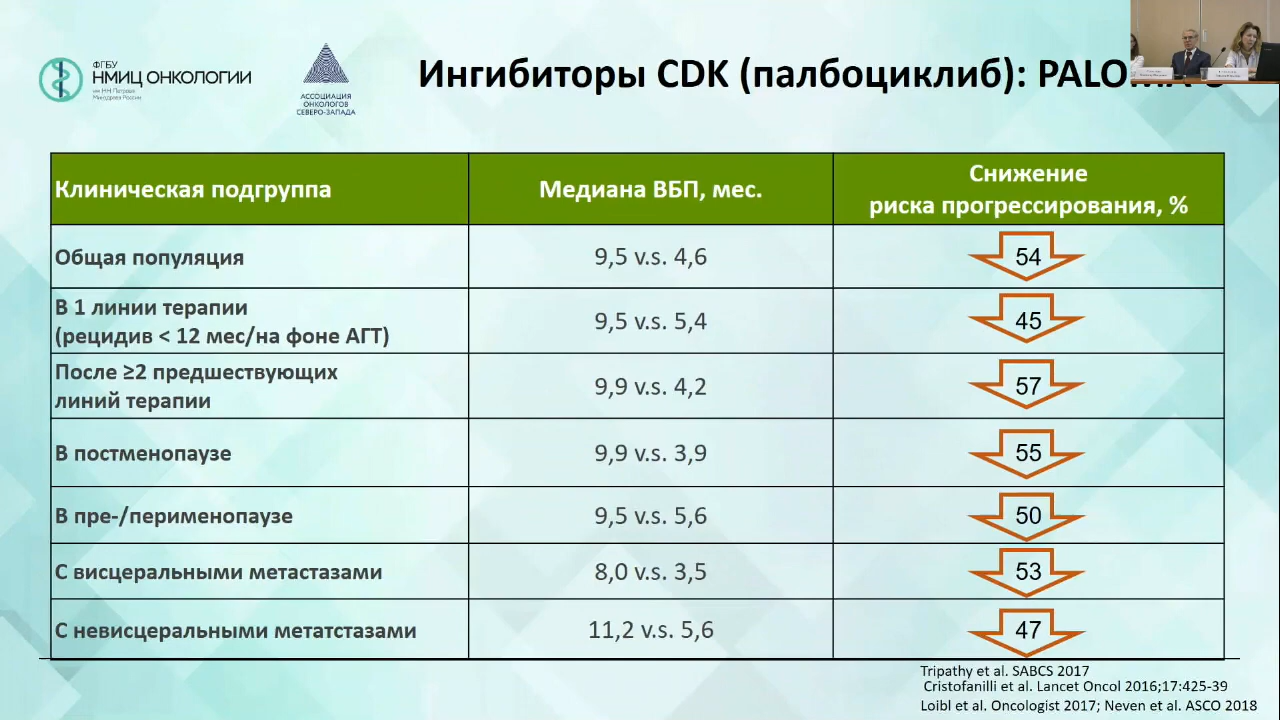 ФГБУ
НМИЦ ОНКОЛОГИИ
им Н.Н. Петрова
Минздрава России
АССОЦИАЦИЯ
ОНКОЛОГОВ
СЕВЕРО-ЗАПАДА
Ингибиторы CDK (палбоциклиб): PALO
Клиническая подгруппа
Медиана ВБП, мес.
Снижение
риска прогрессирования, %
Общая популяция
9,5 v.s. 4,6
54
В 1 линии терапии
(рецидив < 12 мес/на фоне АГТ)
9,5 v.s. 5,4
45
После ≥2 предшествующих
линий терапии
9,9 v.s. 4,2
57
В постменопаузе
9,9 v.s. 3,9
55
В пре-/перименопаузе
9,5 v.s. 5,6
50
С висцеральными метастазами
8,0 v.s. 3,5
53
С невисцеральными метатстазами
11,2 v.s. 5,6
47
Tripathy et al. SABCS 2017
Cristofanilli et al. Lancet Oncol 2016;17:425-39
Loibl et al. Oncologist 2017; Neven et al. ASCO 2018